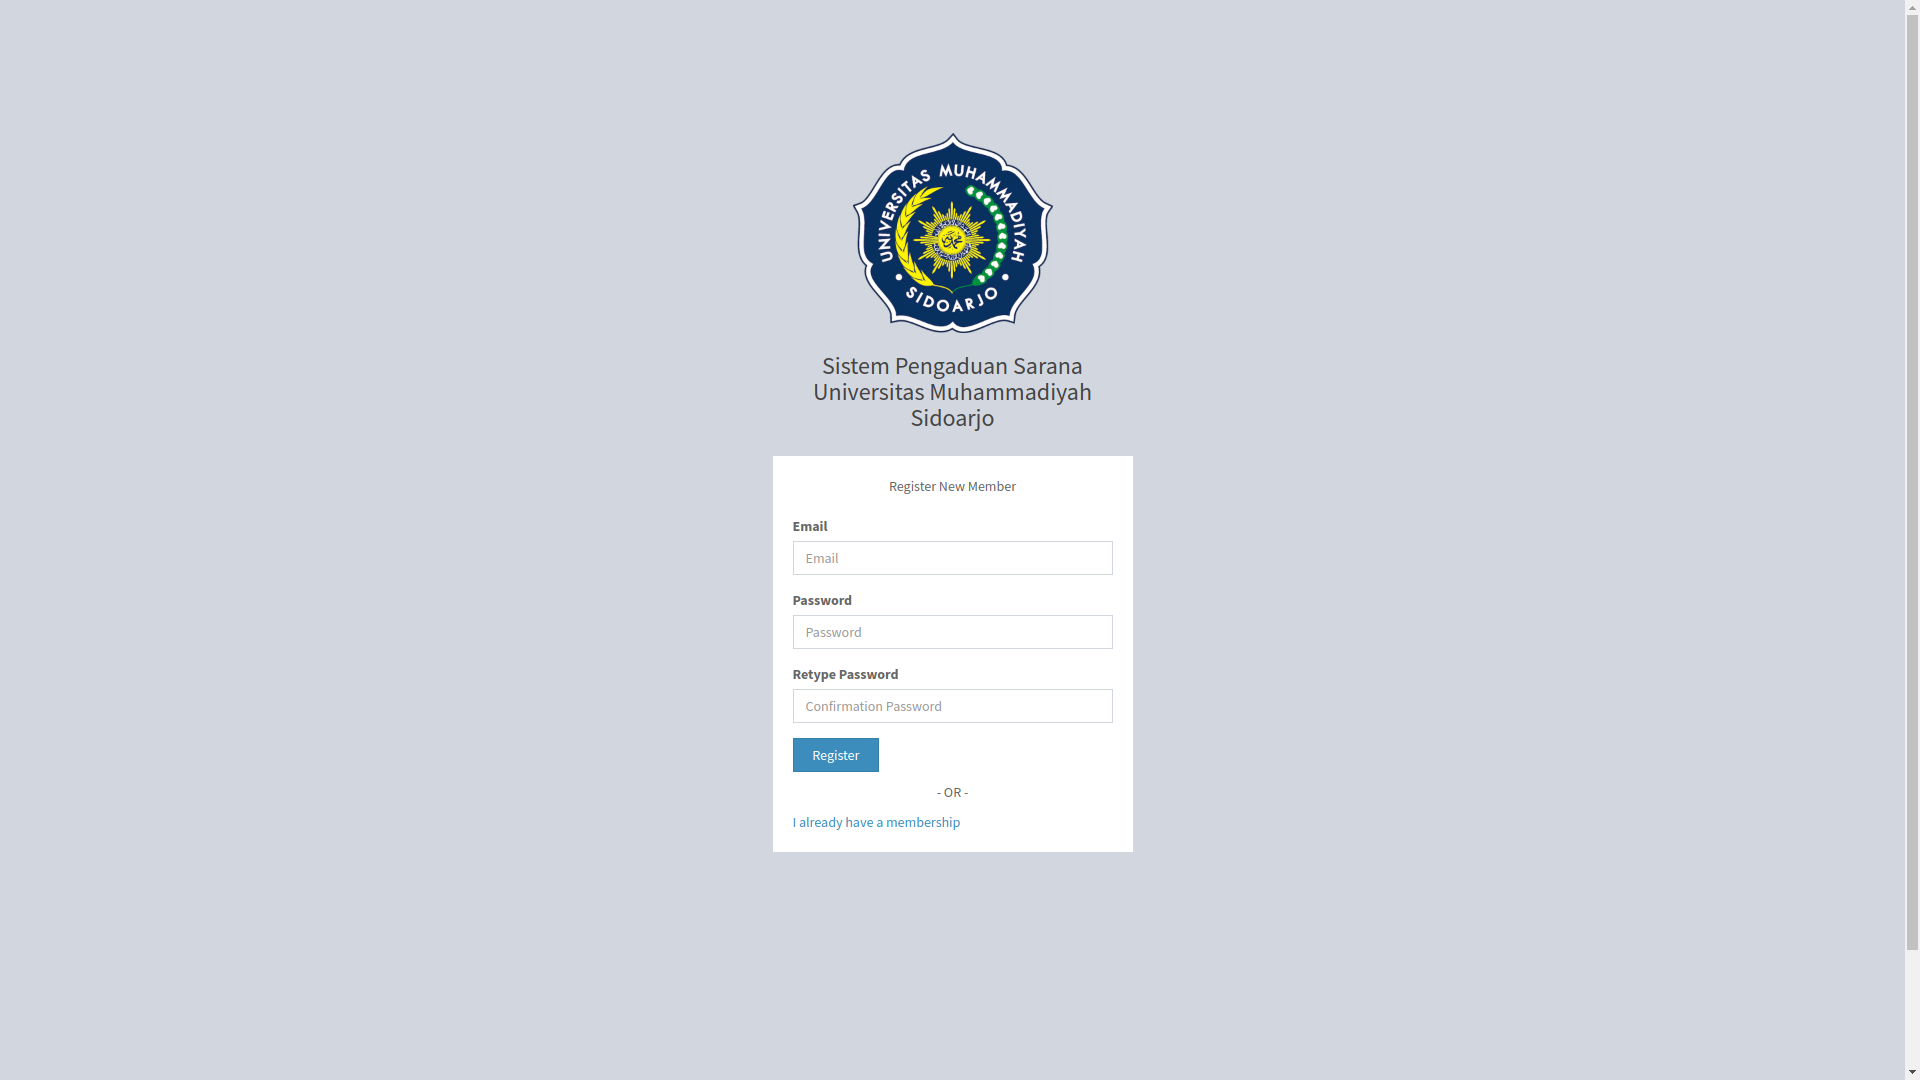 UNIVERSITAS MUHAMMADIYAH
SIDOARJO
Sistem Pengaduan Sarana
Universitas Muhammadiyah
Sidoarjo
Register New Member
Email
Email
Password
Password
Retype Password
Confirmation Password
Register
- OR -
I already have a membership